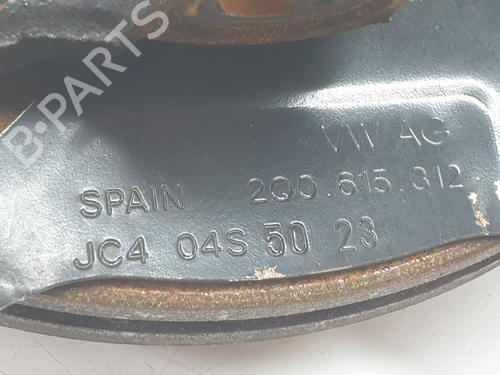 B-PARTS
VW AG
SPAIN 2Q0.615.312
JC4 04S 50 23